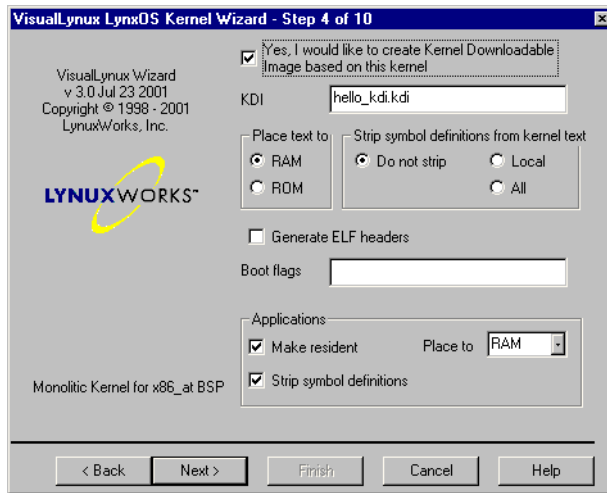 VisualLynux LynxOS Kernel Wizard - Step 4 of 10
VisualLynux Wizard
v 3.0 Jul 23 2001
Copyright © 1998 - 2001
LynuxWorks, Inc.
LYNUXWORKS™
Monolitic Kernel for x86_at BSP
Yes, I would like to create Kernel Downloadable
Image based on this kernel
KDI
hello_kdi.kdi
Place text to
RAM
ROM
Strip symbol definitions from kernel text
Do not strip
Local
All
Generate ELF headers
Boot flags
Applications
Make resident
Place to
RAM
Strip symbol definitions
< Back
Next >
Finish
Cancel
Help